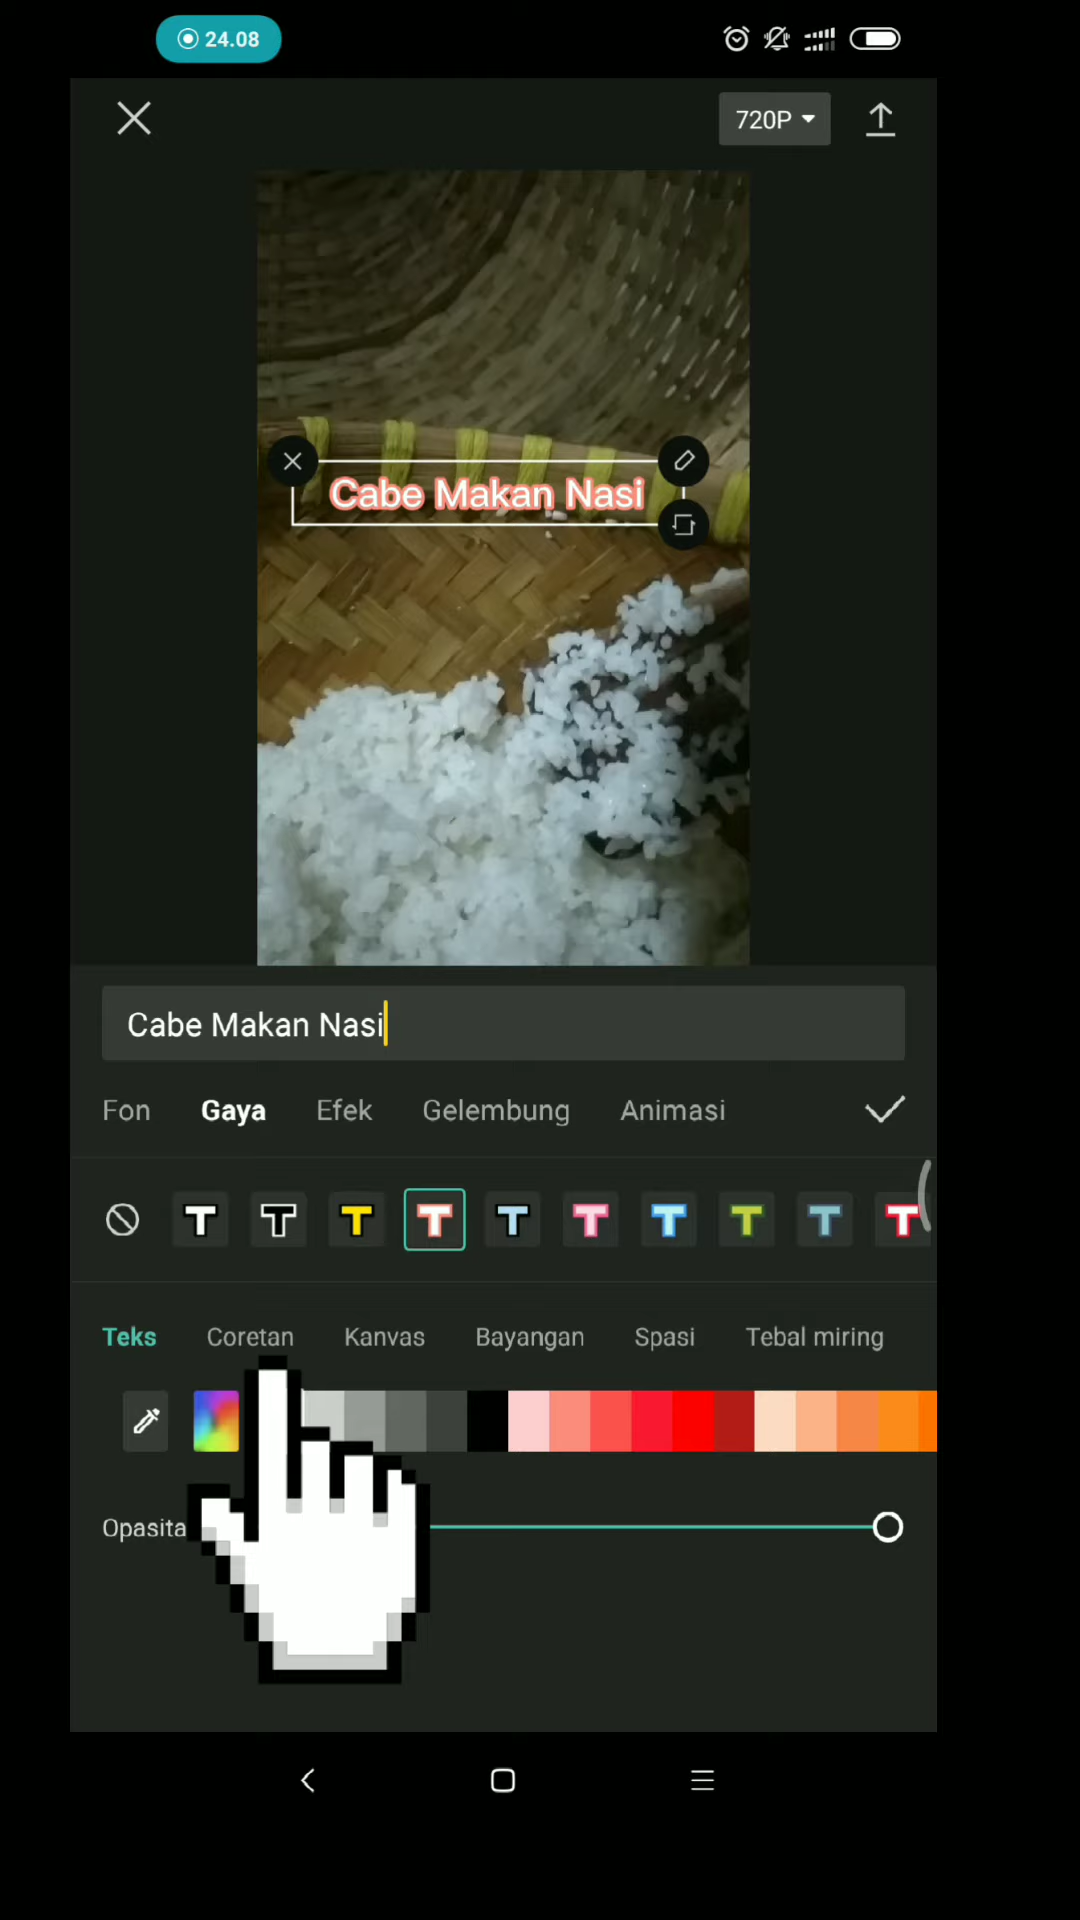 24.08
720P
Cabe Makan Nasi
Cabe Makan Nasi
Fon Gaya Efek Gelembung Animasi
T T T T T T T T T T
Teks Coretan Kanvas Bayangan Spasi Tebal miring
Opasita